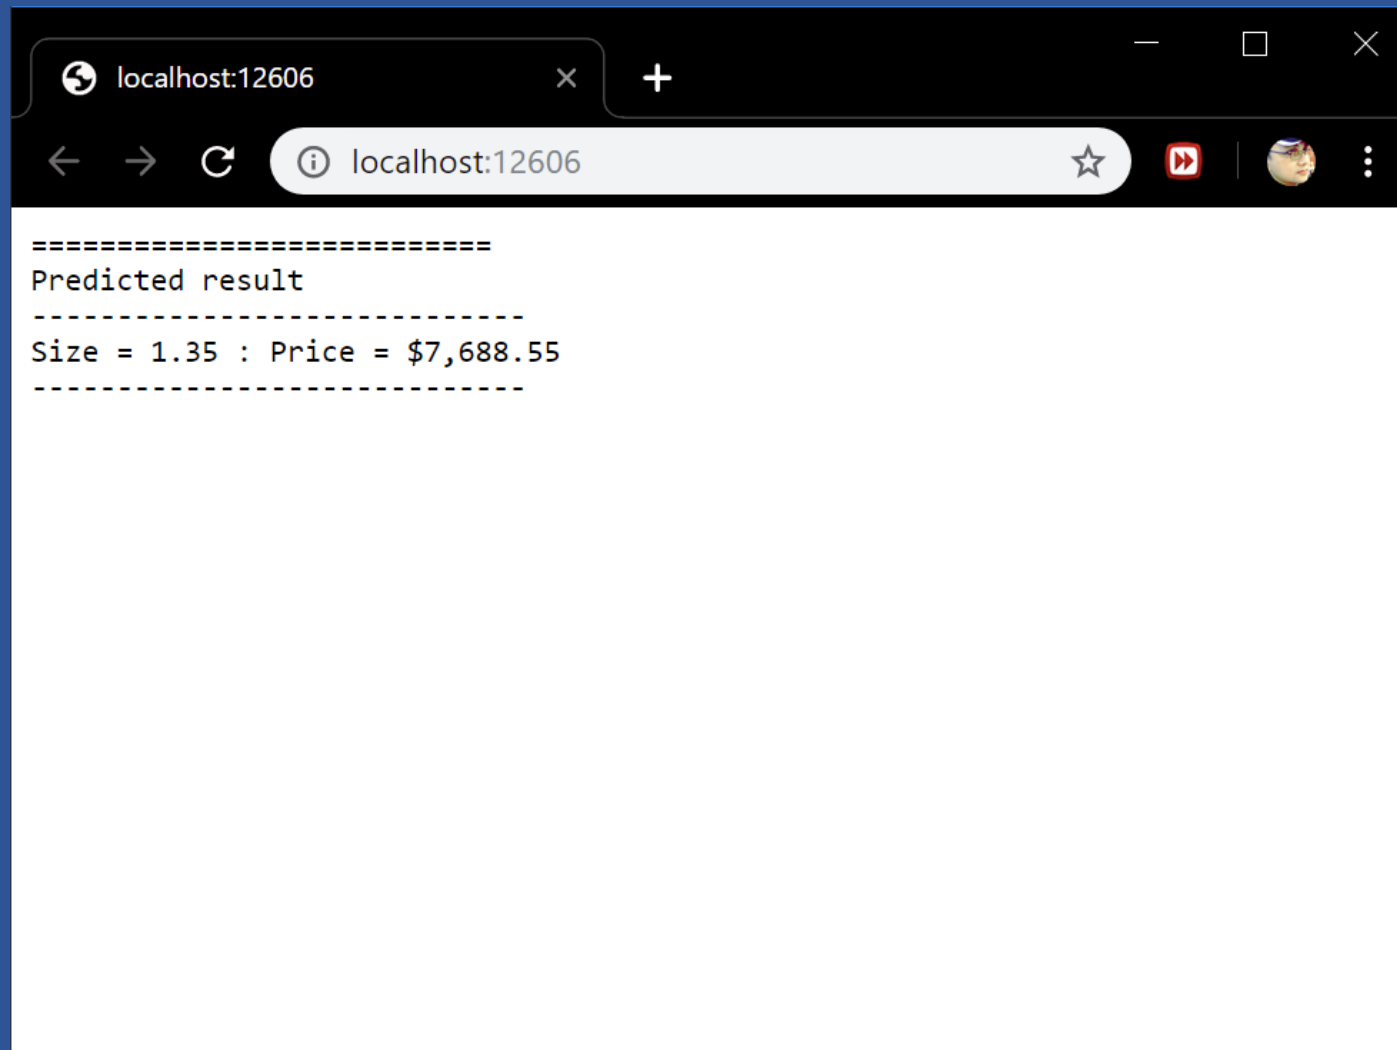 localhost:12606
localhost:12606
===========================
Predicted result
-----------------------------
Size = 1.35 : Price = $7,688.55
-----------------------------